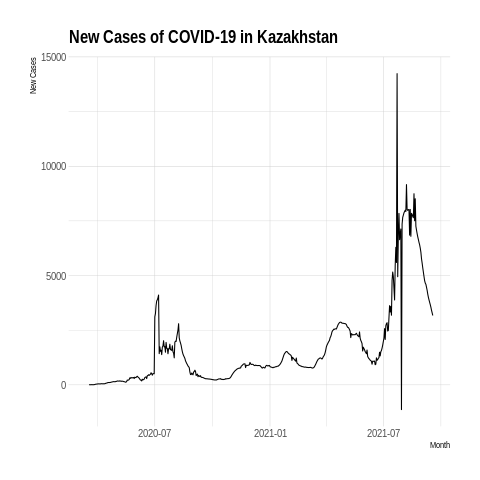 New Cases of COVID-19 in Kazakhstan
New Cases
15000
10000
5000
0
2020-07
2021-01
2021-07
Month